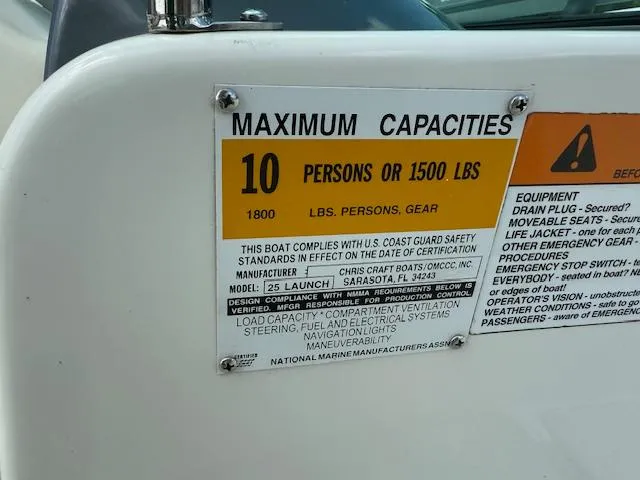 MAXIMUM CAPACITIES
10 PERSONS OR 1500 LBS
1800 LBS. PERSONS, GEAR
THIS BOAT COMPLIES WITH U.S. COAST GUARD SAFETY
STANDARDS IN EFFECT ON THE DATE OF CERTIFICATION
MANUFACTURER CHRIS CRAFT BOATS/OMCCC, INC.
MODEL: 25 LAUNCH SARASOTA, FL 34243
DESIGN COMPLIANCE WITH NMMA REQUIREMENTS BELOW IS
VERIFIED. MFGR RESPONSIBLE FOR PRODUCTION CONTROL
LOAD CAPACITY * COMPARTMENT VENTILATION
STEERING, FUEL AND ELECTRICAL SYSTEMS
NAVIGATION LIGHTS
MANEUVERABILITY
CERTIFIED
NATIONAL MARINE MANUFACTURERS ASSN
BEFO
EQUIPMENT
DRAIN PLUG - Secured?
MOVEABLE SEATS - Secure
LIFE JACKET - one for each p
OTHER EMERGENCY GEAR -
PROCEDURES
EMERGENCY STOP SWITCH - te
EVERYBODY - seated in boat? N
or edges of boat!
OPERATOR'S VISION - unobstructe
WEATHER CONDITIONS - safe to go
PASSENGERS - aware of EMERGENC